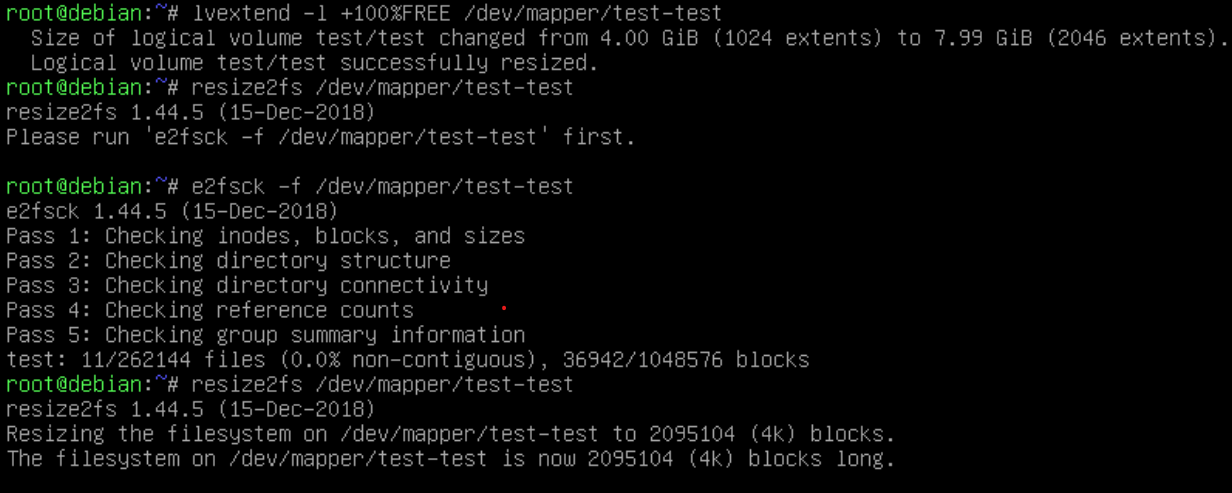 root@debian:~# lvextend -l +100%FREE /dev/mapper/test-test
  Size of logical volume test/test changed from 4.00 GiB (1024 extents) to 7.99 GiB (2046 extents).
  Logical volume test/test successfully resized.
root@debian:~# resize2fs /dev/mapper/test-test
resize2fs 1.44.5 (15-Dec-2018)
Please run 'e2fsck -f /dev/mapper/test-test' first.

root@debian:~# e2fsck -f /dev/mapper/test-test
e2fsck 1.44.5 (15-Dec-2018)
Pass 1: Checking inodes, blocks, and sizes
Pass 2: Checking directory structure
Pass 3: Checking directory connectivity
Pass 4: Checking reference counts
Pass 5: Checking group summary information
test: 11/262144 files (0.0% non-contiguous), 36942/1048576 blocks
root@debian:~# resize2fs /dev/mapper/test-test
resize2fs 1.44.5 (15-Dec-2018)
Resizing the filesystem on /dev/mapper/test-test to 2095104 (4k) blocks.
The filesystem on /dev/mapper/test-test is now 2095104 (4k) blocks long.